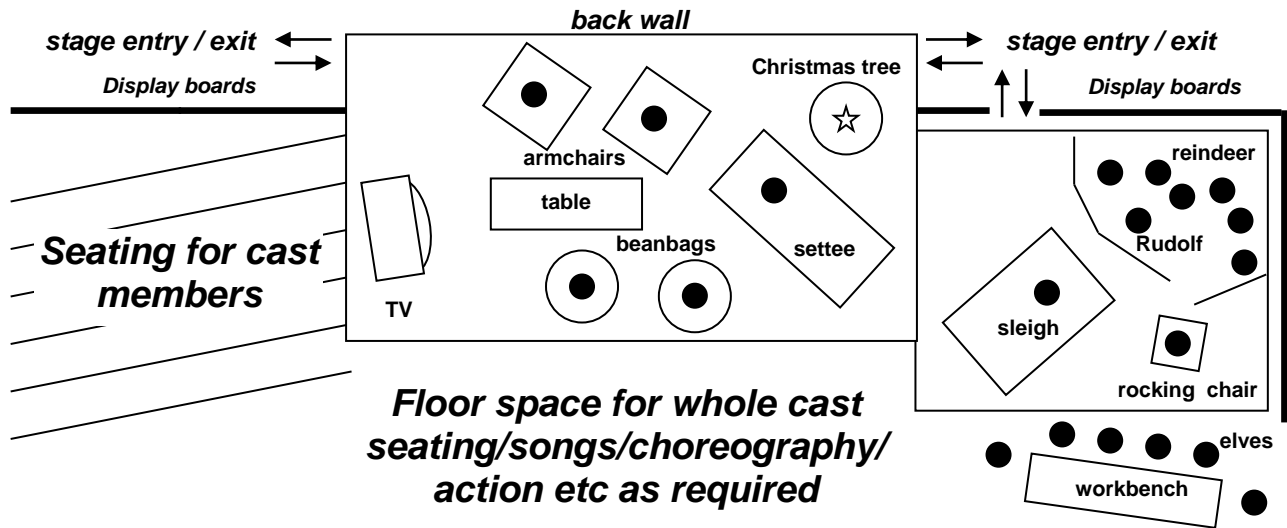 back wall
stage entry / exit
stage entry / exit
Display boards
Christmas tree
Display boards
reindeer
armchairs
table
Rudolf
beanbags
settee
Seating for cast
members
TV
sleigh
rocking chair
Floor space for whole cast
seating/songs/choreography/
action etc as required
elves
workbench